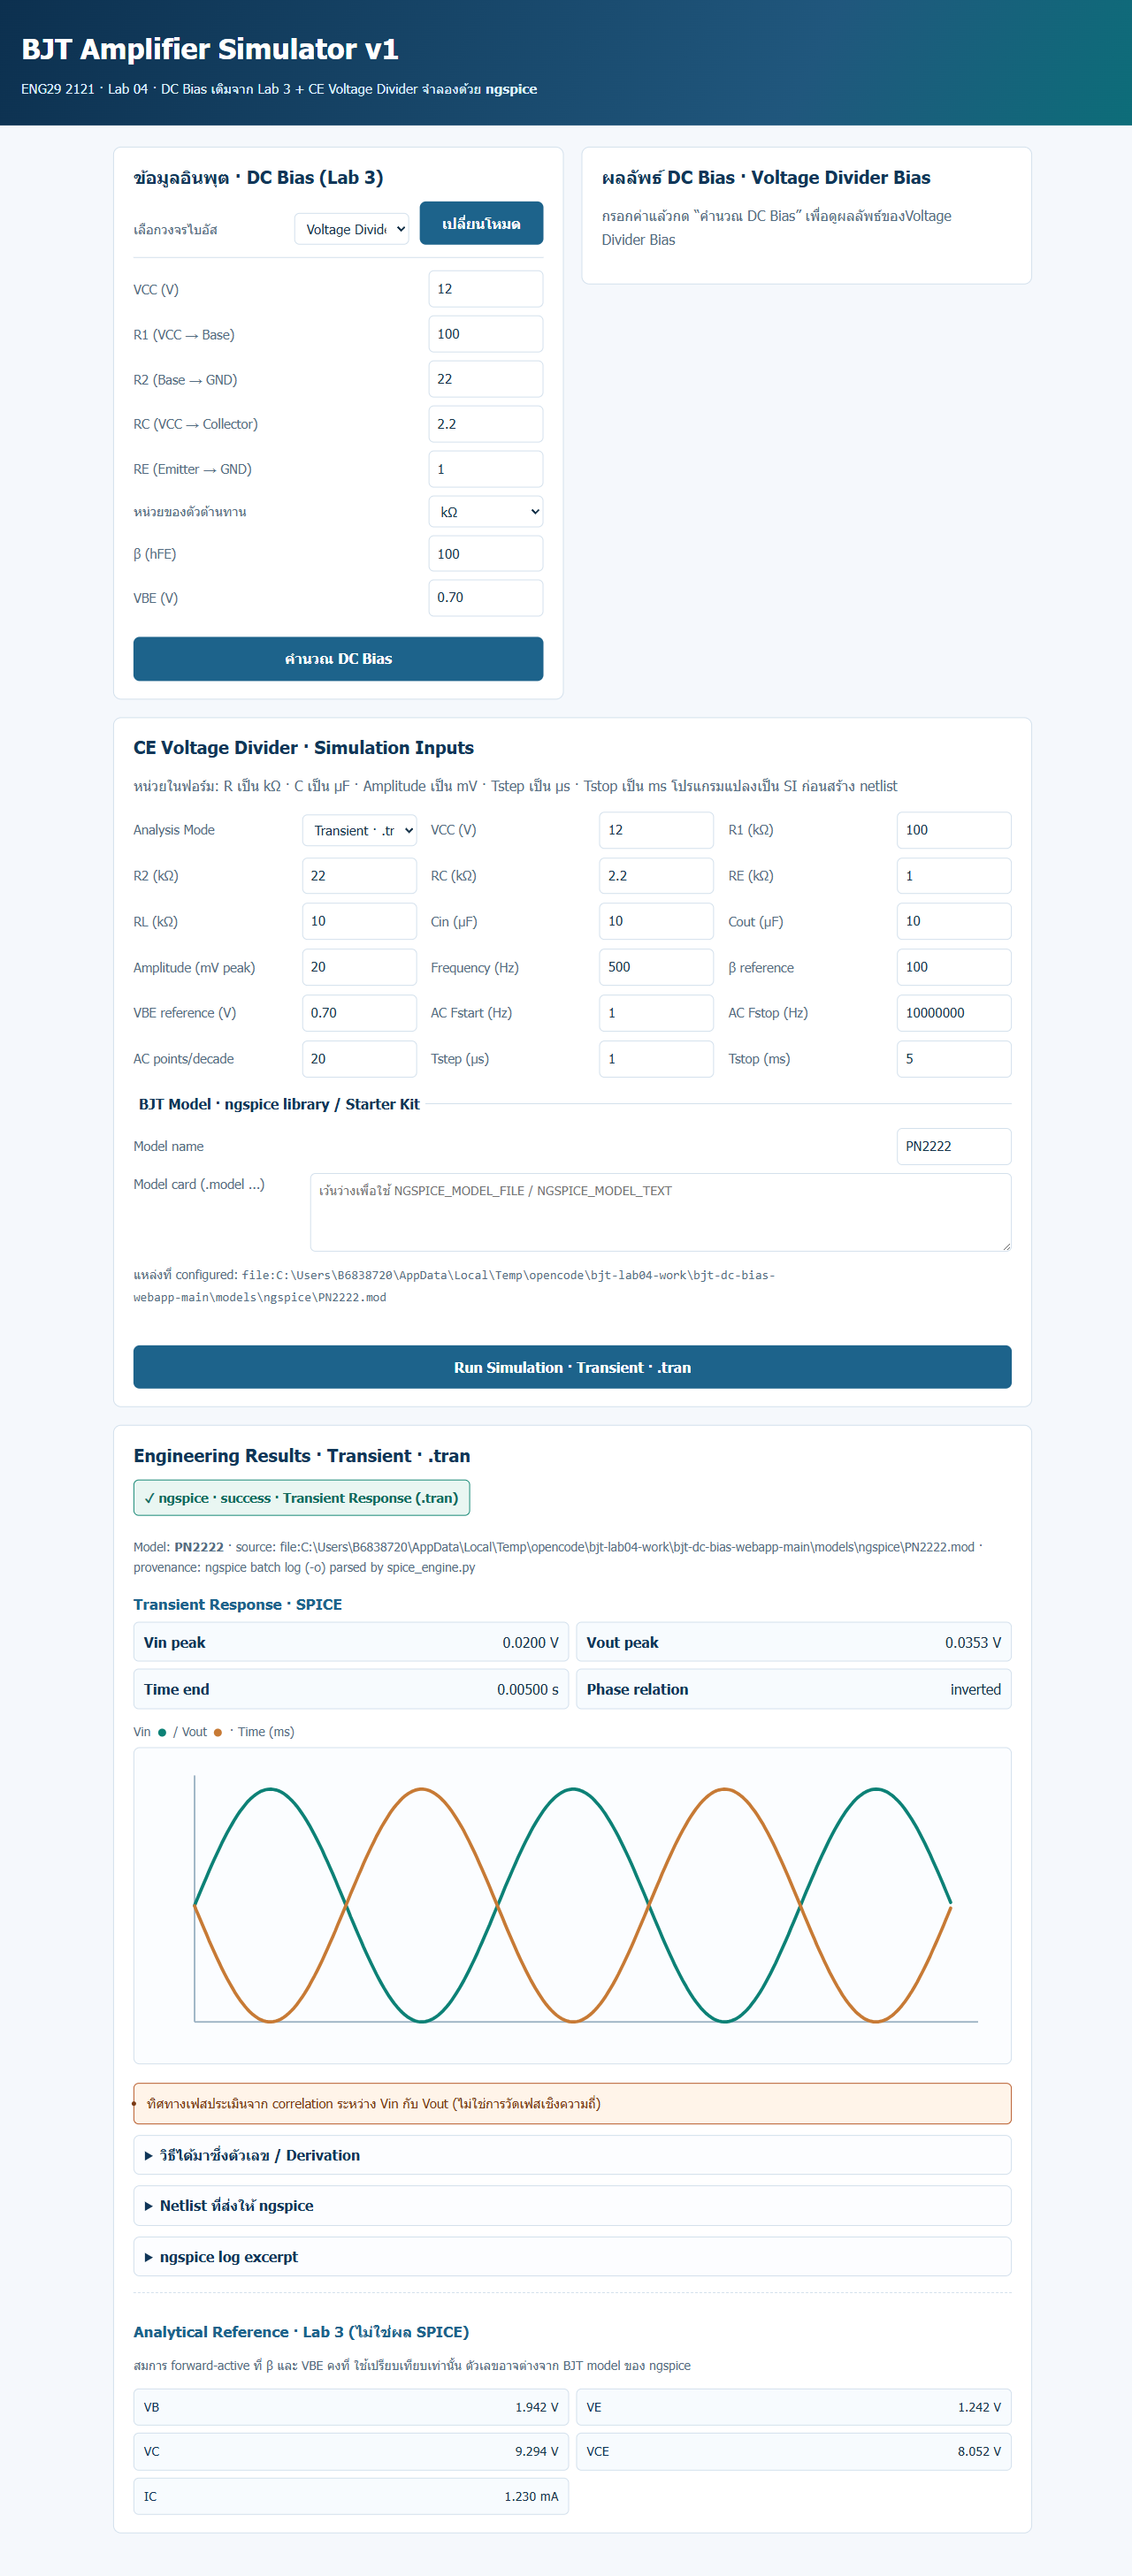 BJT Amplifier Simulator v1
ENG29 2121 · Lab 04 · DC Bias เดิมจาก Lab 3 + CE Voltage Divider จำลองด้วย ngspice
ข้อมูลอินพุต · DC Bias (Lab 3)
เลือกวงจรไบอัส
Voltage Divide
เปลี่ยนโหมด
VCC (V)
12
R1 (VCC → Base)
100
R2 (Base → GND)
22
RC (VCC → Collector)
2.2
RE (Emitter → GND)
1
หน่วยของตัวต้านทาน
kΩ
β (hFE)
100
VBE (V)
0.70
คำนวณ DC Bias
ผลลัพธ์ DC Bias · Voltage Divider Bias
กรอกค่าแล้วกด “คำนวณ DC Bias” เพื่อดูผลลัพธ์ของVoltage
Divider Bias
CE Voltage Divider · Simulation Inputs
หน่วยในฟอร์ม: R เป็น kΩ · C เป็น µF · Amplitude เป็น mV · Tstep เป็น µs · Tstop เป็น ms โปรแกรมแปลงเป็น SI ก่อนสร้าง netlist
Analysis Mode
Transient · .tr
VCC (V)
12
R1 (kΩ)
100
R2 (kΩ)
22
RC (kΩ)
2.2
RE (kΩ)
1
RL (kΩ)
10
Cin (µF)
10
Cout (µF)
10
Amplitude (mV peak)
20
Frequency (Hz)
500
β reference
100
VBE reference (V)
0.70
AC Fstart (Hz)
1
AC Fstop (Hz)
10000000
AC points/decade
20
Tstep (µs)
1
Tstop (ms)
5
BJT Model · ngspice library / Starter Kit
Model name
PN2222
Model card (.model ...)
เว้นว่างเพื่อใช้ NGSPICE_MODEL_FILE / NGSPICE_MODEL_TEXT
แหล่งที่ configured: file:C:\Users\B6838720\AppData\Local\Temp\opencode\bjt-lab04-work\bjt-dc-bias-
webapp-main\models\ngspice\PN2222.mod
Run Simulation · Transient · .tran
Engineering Results · Transient · .tran
✓ ngspice · success · Transient Response (.tran)
Model: PN2222 · source: file:C:\Users\B6838720\AppData\Local\Temp\opencode\bjt-lab04-work\bjt-dc-bias-webapp-main\models\ngspice\PN2222.mod ·
provenance: ngspice batch log (-o) parsed by spice_engine.py
Transient Response · SPICE
Vin peak
0.0200 V
Vout peak
0.0353 V
Time end
0.00500 s
Phase relation
inverted
Vin ● / Vout ● · Time (ms)
• ทิศทางเฟสประเมินจาก correlation ระหว่าง Vin กับ Vout (ไม่ใช่การวัดเฟสเชิงความถี่)
▶ วิธีได้มาซึ่งตัวเลข / Derivation
▶ Netlist ที่ส่งให้ ngspice
▶ ngspice log excerpt
Analytical Reference · Lab 3 (ไม่ใช่ผล SPICE)
สมการ forward-active ที่ β และ VBE คงที่ ใช้เปรียบเทียบเท่านั้น ตัวเลขอาจต่างจาก BJT model ของ ngspice
VB
1.942 V
VE
1.242 V
VC
9.294 V
VCE
8.052 V
IC
1.230 mA